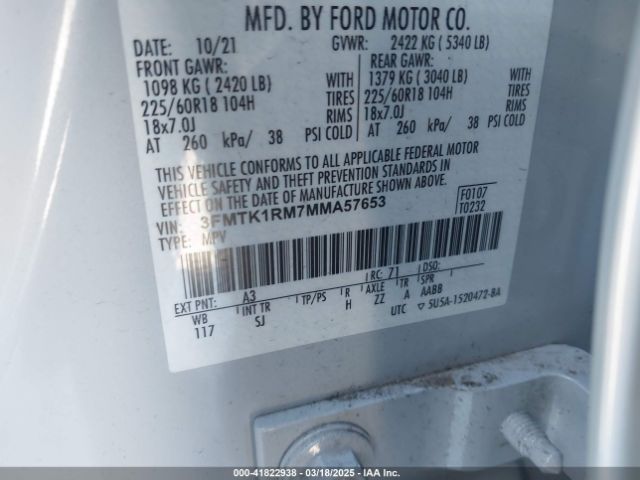 MFD. BY FORD MOTOR CO.
DATE: 10/21 GVWR: 2422 KG ( 5340 LB)
FRONT GAWR: REAR GAWR:
1098 KG ( 2420 LB) WITH 1379 KG ( 3040 LB) WITH
225/60R18 104H TIRES 225/60R18 104H TIRES
18x7.0J RIMS 18x7.0J RIMS
AT 260 kPa/ 38 PSI COLD AT 260 kPa/ 38 PSI COLD
THIS VEHICLE CONFORMS TO ALL APPLICABLE FEDERAL MOTOR
VEHICLE SAFETY AND THEFT PREVENTION STANDARDS IN
EFFECT ON THE DATE OF MANUFACTURE SHOWN ABOVE.
VIN: 3FMTK1RM7MMA57653 F0107
TYPE: MPV T0232
EXT PNT: A3 RC: 71 DSO:
WB INT TR TP/PS R AXLE TR SPR
117 SJ H ZZ A AABB
UTC ▽ 5U5A-1520472-BA
000-41822938 - 03/18/2025 - IAA Inc.